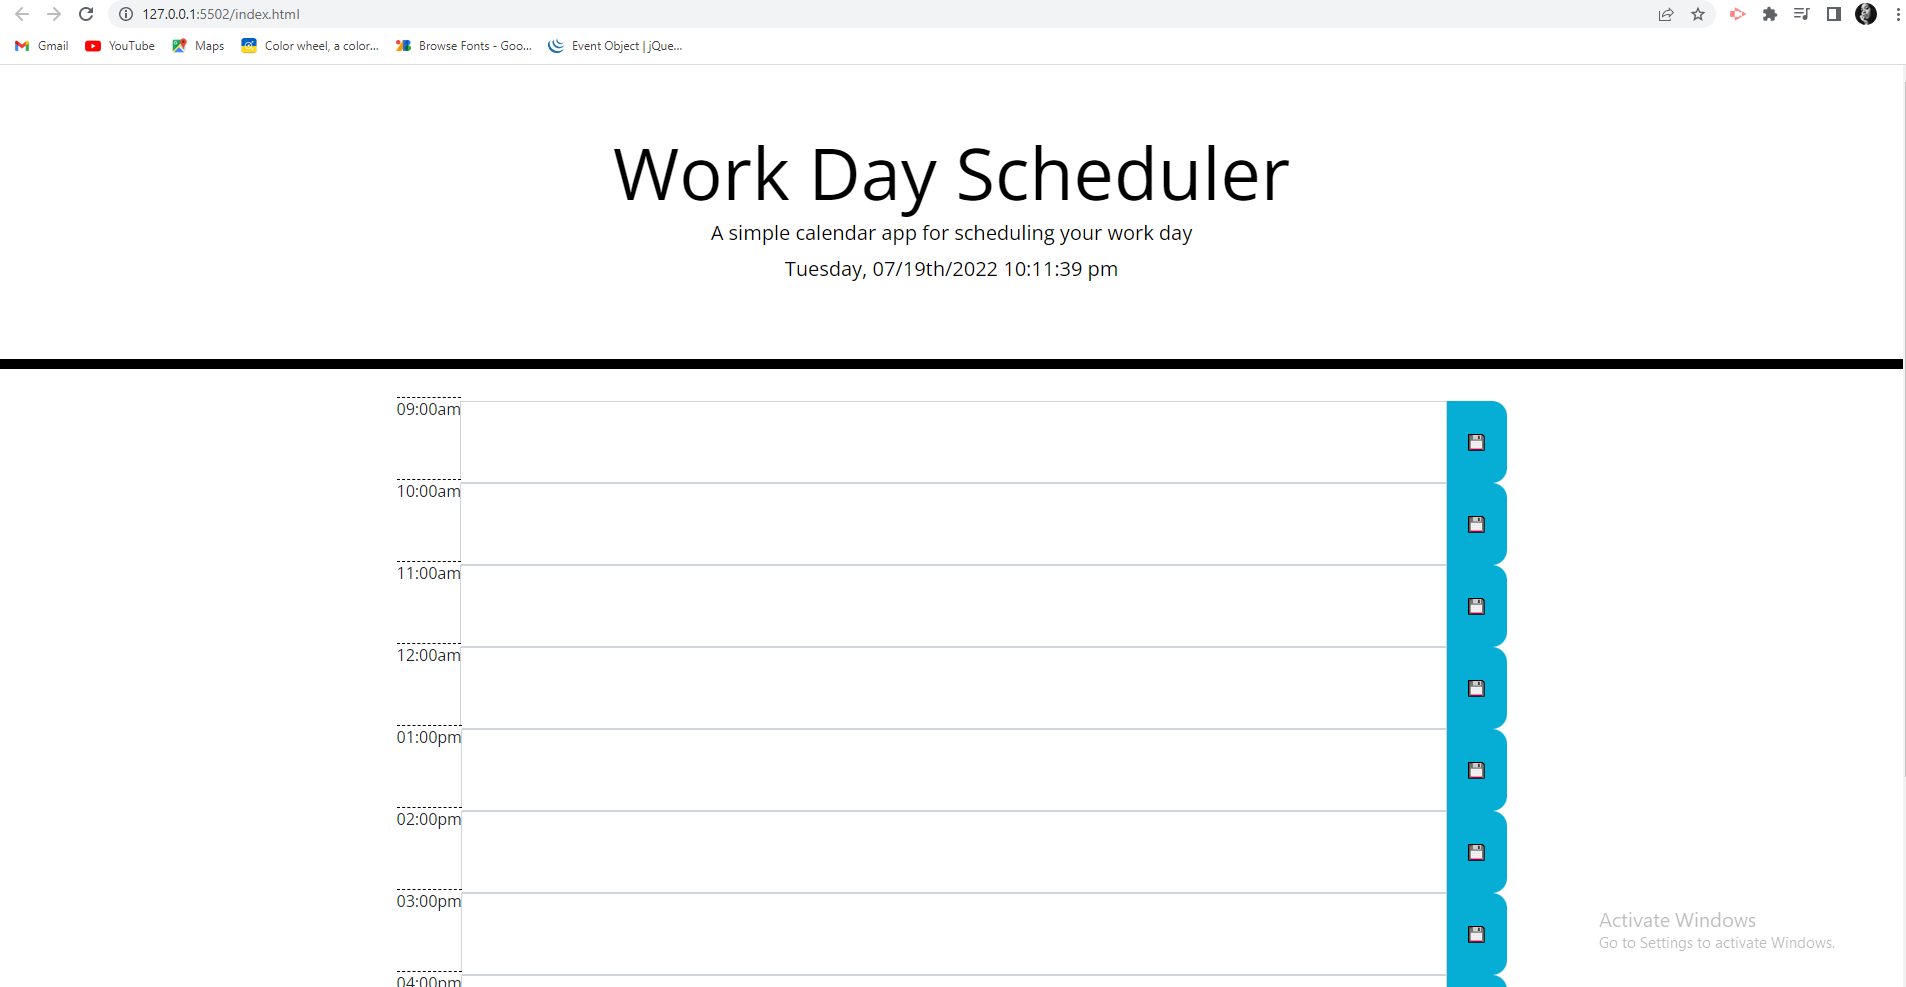 127.0.0.1:5502/index.html
Gmail YouTube Maps Color wheel, a color... Browse Fonts - Goo... Event Object | jQue...
Work Day Scheduler
A simple calendar app for scheduling your work day
Tuesday, 07/19th/2022 10:11:39 pm
09:00am
10:00am
11:00am
12:00am
01:00pm
02:00pm
03:00pm
04:00pm
Activate Windows
Go to Settings to activate Windows.